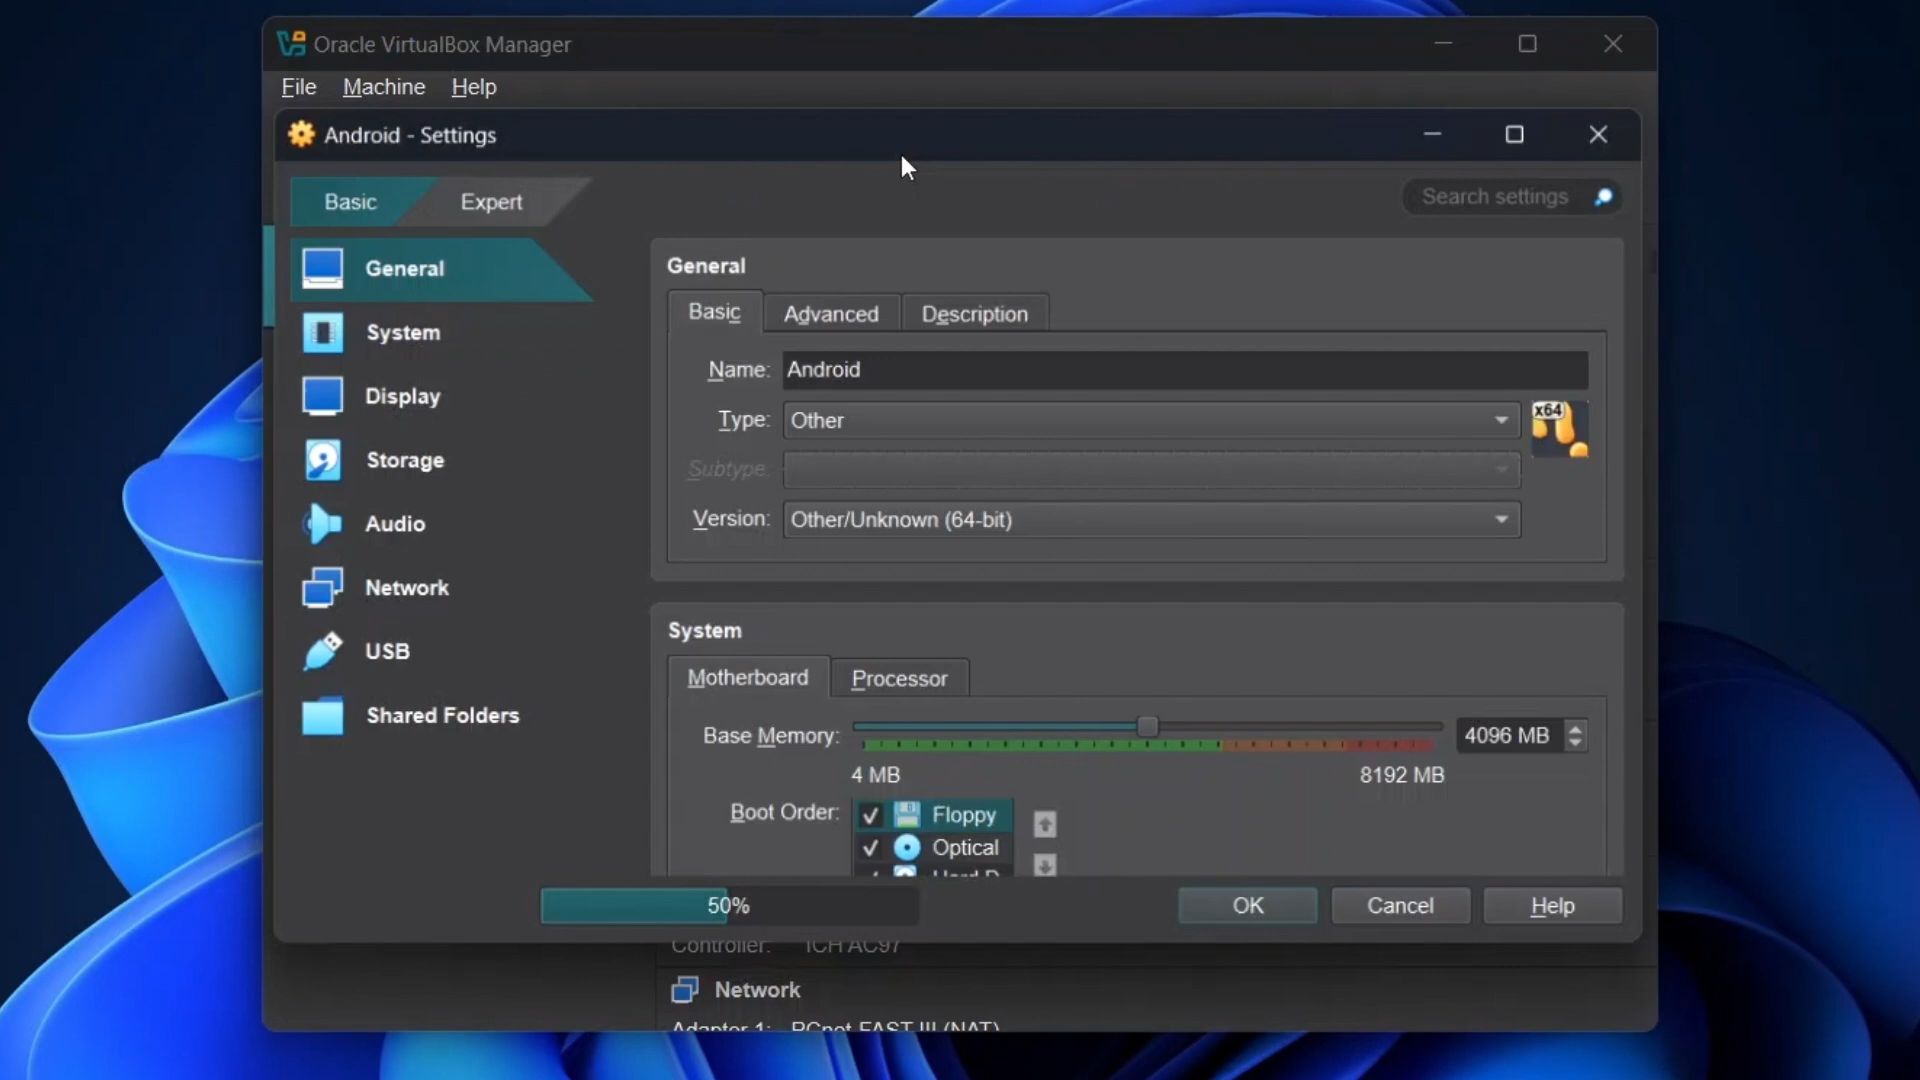 Oracle VirtualBox Manager
File Machine Help
Android - Settings
Basic Expert
Search settings
General
System
Display
Storage
Audio
Network
USB
Shared Folders
General
Basic Advanced Description
Name: Android
Type: Other
x64
Subtype:
Version: Other/Unknown (64-bit)
System
Motherboard Processor
Base Memory: 4096 MB
4 MB 8192 MB
Boot Order: Floppy
Optical
Hard D
50%
OK Cancel Help
Controller: ICH AC97
Network
Adapter 1: PCnet-FAST III (NAT)